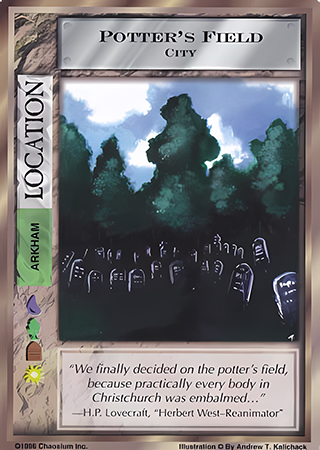 POTTER'S FIELD
CITY
LOCATION
ARKHAM
"We finally decided on the potter's field,
because practically every body in
Christchurch was embalmed..."
—H.P. Lovecraft, "Herbert West–Reanimator"
©1996 Chaosium Inc.
Illustration © By Andrew T. Kalichack